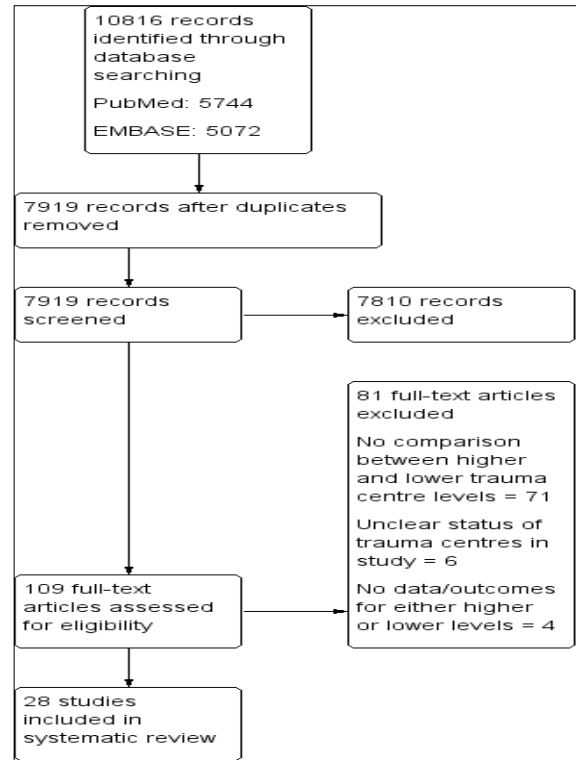 10816 records
identified through
database
searching
PubMed: 5744
EMBASE: 5072
7919 records after duplicates
removed
7919 records
screened
7810 records
excluded
81 full-text articles
excluded
No comparison
between higher
and lower trauma
centre levels = 71
Unclear status of
trauma centres in
study = 6
No data/outcomes
for either higher
or lower levels = 4
109 full-text
articles assessed
for eligibility
28 studies
included in
systematic review